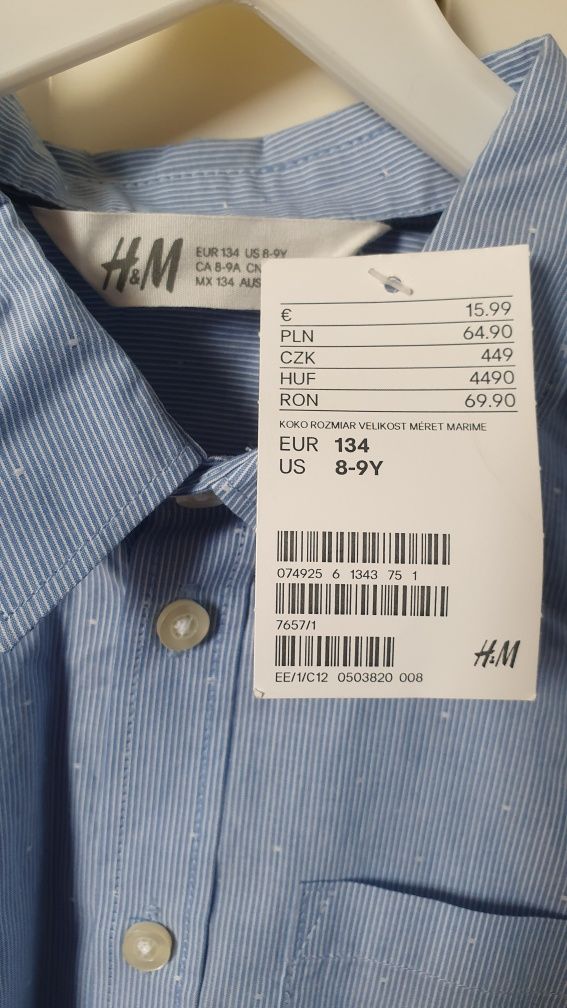 H&M
EUR 134 US 8-9Y
CA 8-9A CN
MX 134 AUS
€ 15.99
PLN 64.90
CZK 449
HUF 4490
RON 69.90
KOKO ROZMIAR VELIKOST MÉRET MARIME
EUR 134
US 8-9Y
074925 6 1343 75 1
7657/1
H&M
EE/1/C12 0503820 008